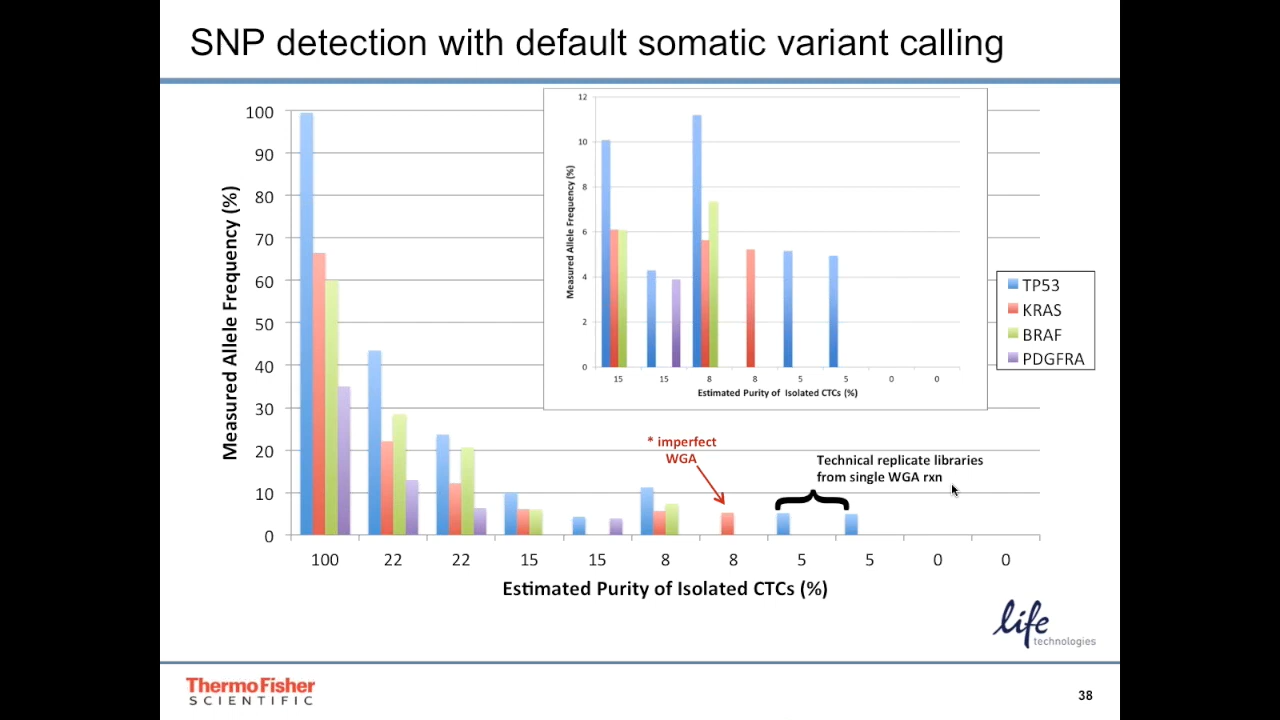 SNP detection with default somatic variant calling
100
90
80
70
60
50
40
30
20
10
0
Measured Allele Frequency (%)
100 22 22 15 15 8 8 5 5 0 0
Estimated Purity of Isolated CTCs (%)
12
10
8
6
4
2
0
Measured Allele Frequency (%)
15 15 8 8 5 5 0 0
Estimated Purity of Isolated CTCs (%)
TP53
KRAS
BRAF
PDGFRA
* imperfect
WGA
Technical replicate libraries
from single WGA rxn
life
technologies
ThermoFisher
SCIENTIFIC
38